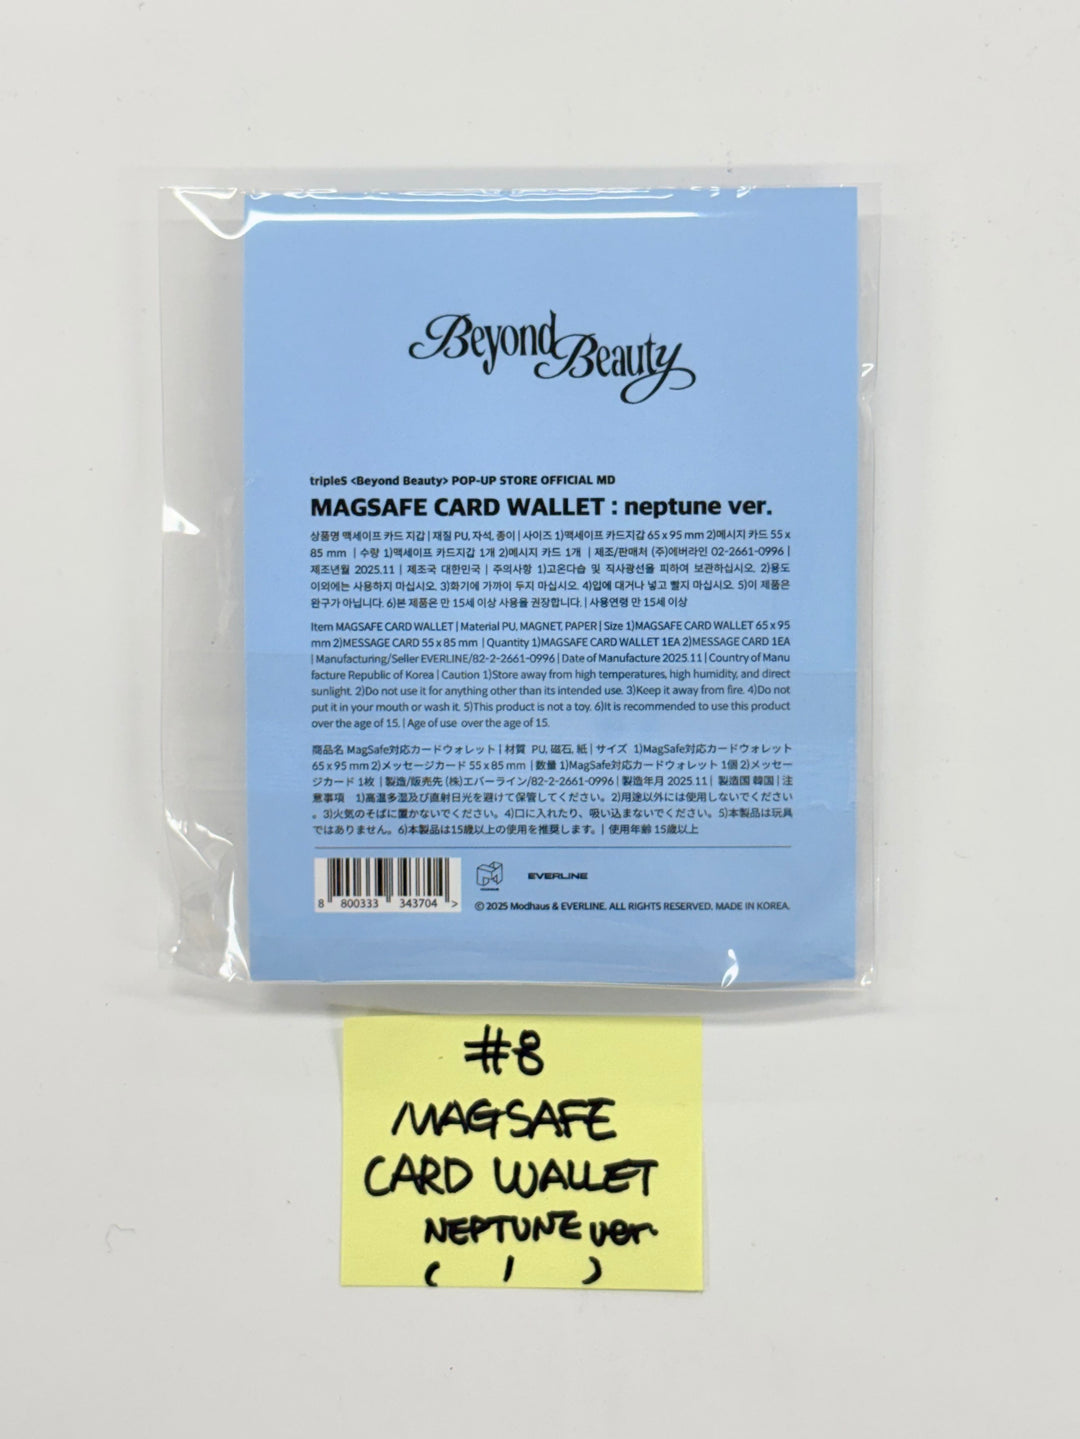 Beyond Beauty
tripleS <Beyond Beauty> POP-UP STORE OFFICIAL MD
MAGSAFE CARD WALLET : neptune ver.
상품명 맥세이프 카드 지갑 | 재질 PU, 자석, 종이 | 사이즈 1)맥세이프 카드지갑 65 x 95 mm 2)메시지 카드 55 x
85 mm | 수량 1)맥세이프 카드지갑 1개 2)메시지 카드 1개 | 제조/판매처 (주)에버라인 02-2661-0996 |
제조년월 2025.11 | 제조국 대한민국 | 주의사항 1)고온다습 및 직사광선을 피하여 보관하십시오. 2)용도
이외에는 사용하지 마십시오. 3)화기에 가까이 두지 마십시오. 4)입에 대거나 넣고 빨지 마십시오. 5)이 제품은
완구가 아닙니다. 6)본 제품은 만 15세 이상 사용을 권장합니다. | 사용연령 만 15세 이상
Item MAGSAFE CARD WALLET | Material PU, MAGNET, PAPER | Size 1)MAGSAFE CARD WALLET 65 x 95
mm 2)MESSAGE CARD 55 x 85 mm | Quantity 1)MAGSAFE CARD WALLET 1EA 2)MESSAGE CARD 1EA
| Manufacturing/Seller EVERLINE/82-2-2661-0996 | Date of Manufacture 2025.11 | Country of Manu
facture Republic of Korea | Caution 1)Store away from high temperatures, high humidity, and direct
sunlight. 2)Do not use it for anything other than its intended use. 3)Keep it away from fire. 4)Do not
put it in your mouth or wash it. 5)This product is not a toy. 6)It is recommended to use this product
over the age of 15. | Age of use over the age of 15.
商品名 MagSafe対応カードウォレット | 材質 PU, 磁石, 紙 | サイズ 1)MagSafe対応カードウォレット
65 x 95 mm 2)メッセージカード 55 x 85 mm | 数量 1)MagSafe対応カードウォレット 1個 2)メッセー
ジカード 1枚 | 製造/販売先 (株)エバーライン/82-2-2661-0996 | 製造年月 2025.11 | 製造国 韓国 | 注
意事項 1)高温多湿及び直射日光を避けて保管してください。2)用途以外には使用しないでください
。3)火気のそばに置かないでください。4)口に入れたり、吸い込まないでください。5)本製品は玩具
ではありません。6)本製品は15歳以上の使用を推奨します。| 使用年齢 15歳以上
8 800333 343704 >
EVERLINE
© 2025 Modhaus & EVERLINE. ALL RIGHTS RESERVED. MADE IN KOREA.
#8
MAGSAFE
CARD WALLET
NEPTUNE ver.
( 1 )